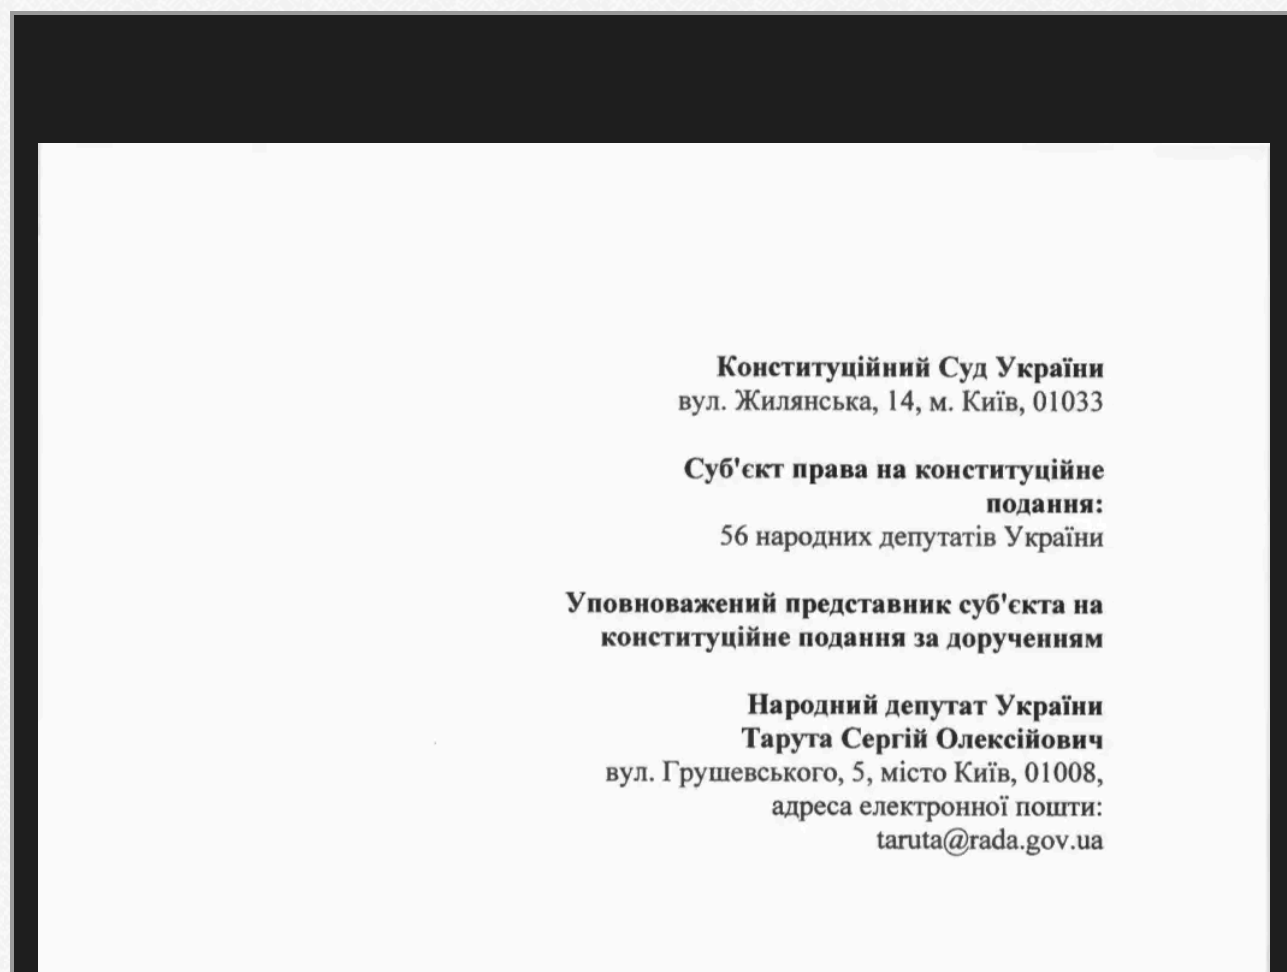 Конституційний Суд України
вул. Жилянська, 14, м. Київ, 01033
Суб'єкт права на конституційне
подання:
56 народних депутатів України
Уповноважений представник суб'єкта на
конституційне подання за дорученням
Народний депутат України
Тарута Сергій Олексійович
вул. Грушевського, 5, місто Київ, 01008,
адреса електронної пошти:
taruta@rada.gov.ua